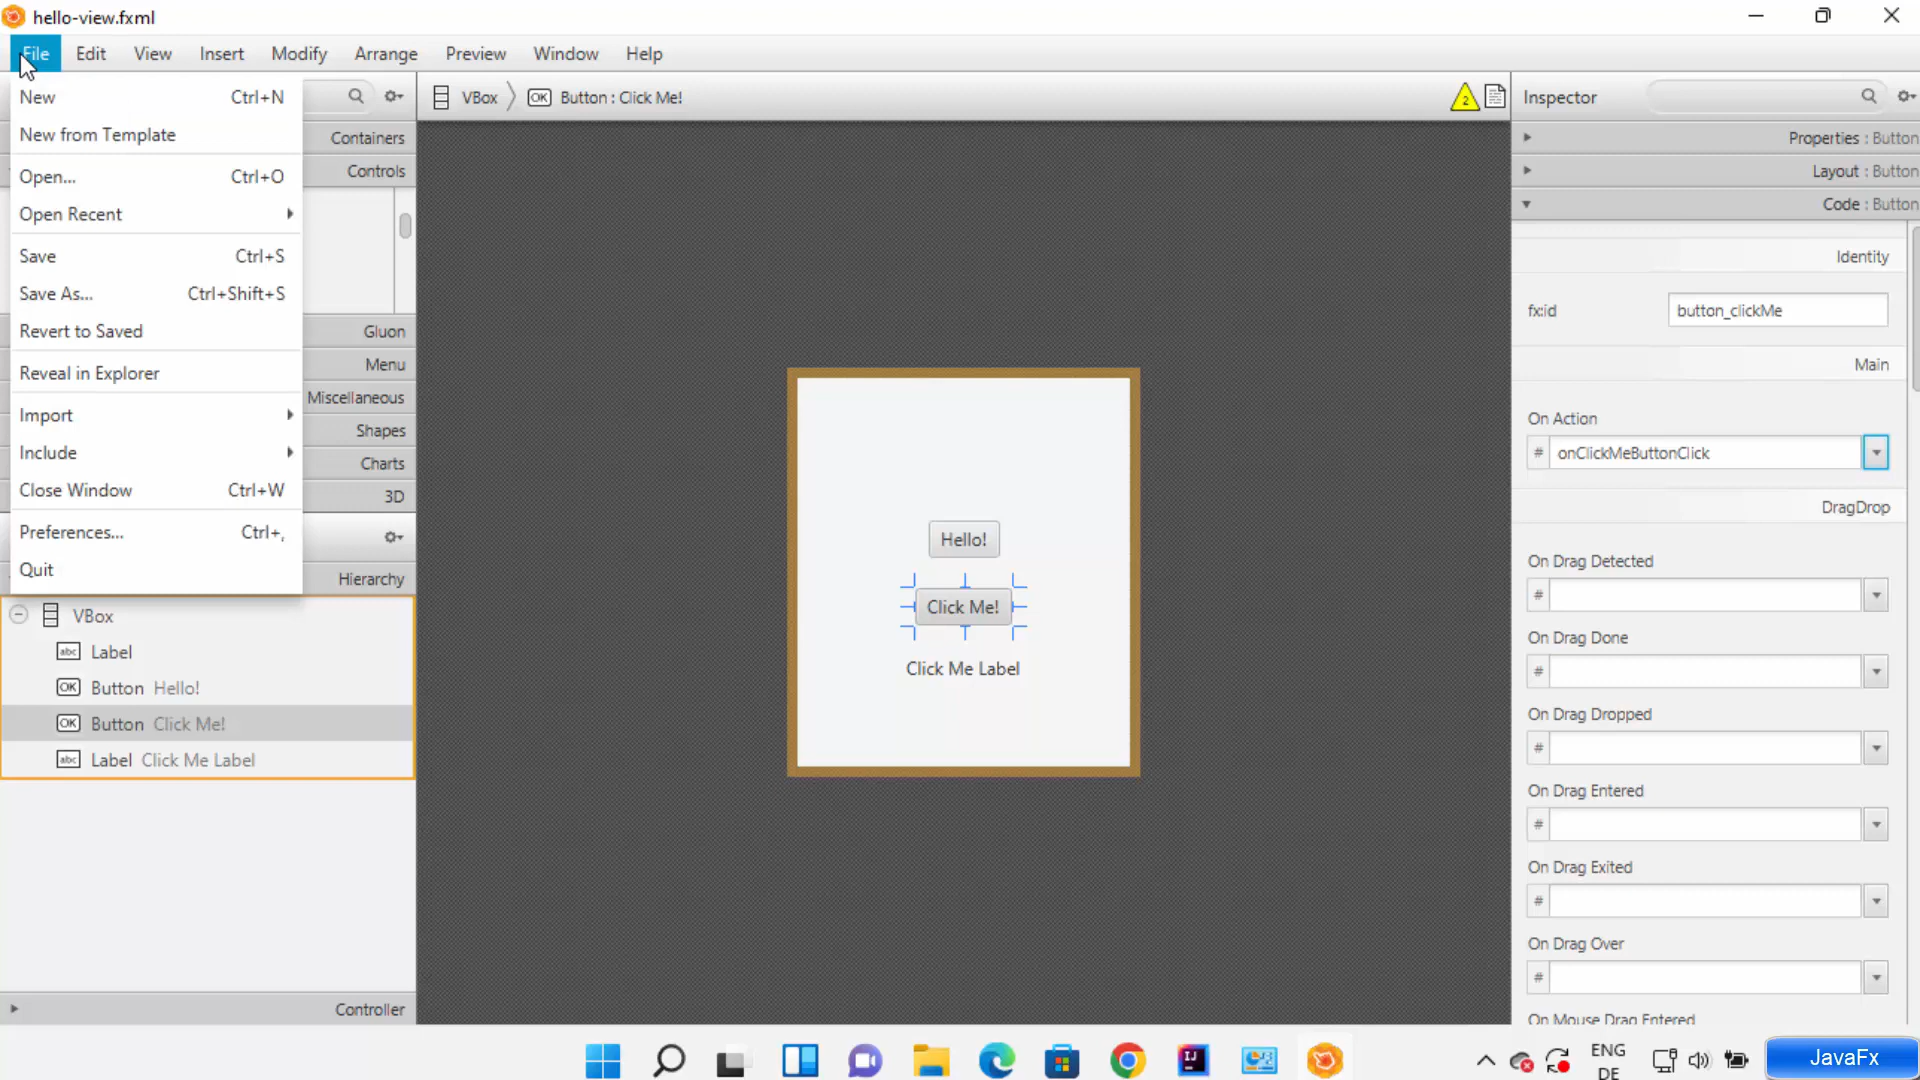 hello-view.fxml
File Edit View Insert Modify Arrange Preview Window Help
New Ctrl+N
New from Template
Open... Ctrl+O
Open Recent
Save Ctrl+S
Save As... Ctrl+Shift+S
Revert to Saved
Reveal in Explorer
Import
Include
Close Window Ctrl+W
Preferences... Ctrl+,
Quit
Containers
Controls
Gluon
Menu
Miscellaneous
Shapes
Charts
3D
Hierarchy
VBox
abc Label
OK Button Hello!
OK Button Click Me!
abc Label Click Me Label
Controller
VBox OK Button : Click Me!
2
Hello!
Click Me!
Click Me Label
Inspector
Properties : Button
Layout : Button
Code : Button
Identity
fx:id button_clickMe
Main
On Action
# onClickMeButtonClick
DragDrop
On Drag Detected
#
On Drag Done
#
On Drag Dropped
#
On Drag Entered
#
On Drag Exited
#
On Drag Over
#
On Mouse Drag Entered
IJ
ENG
DE
JavaFx